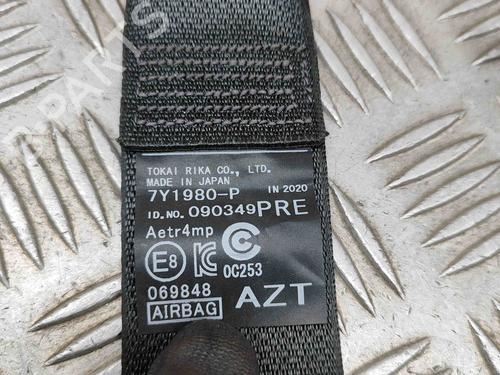 TOKAI RIKA CO., LTD.
MADE IN JAPAN
7Y1980-P IN 2020
ID.NO. 090349PRE
Aetr4mp
E8 KC C
OC253
069848 AZT
AIRBAG